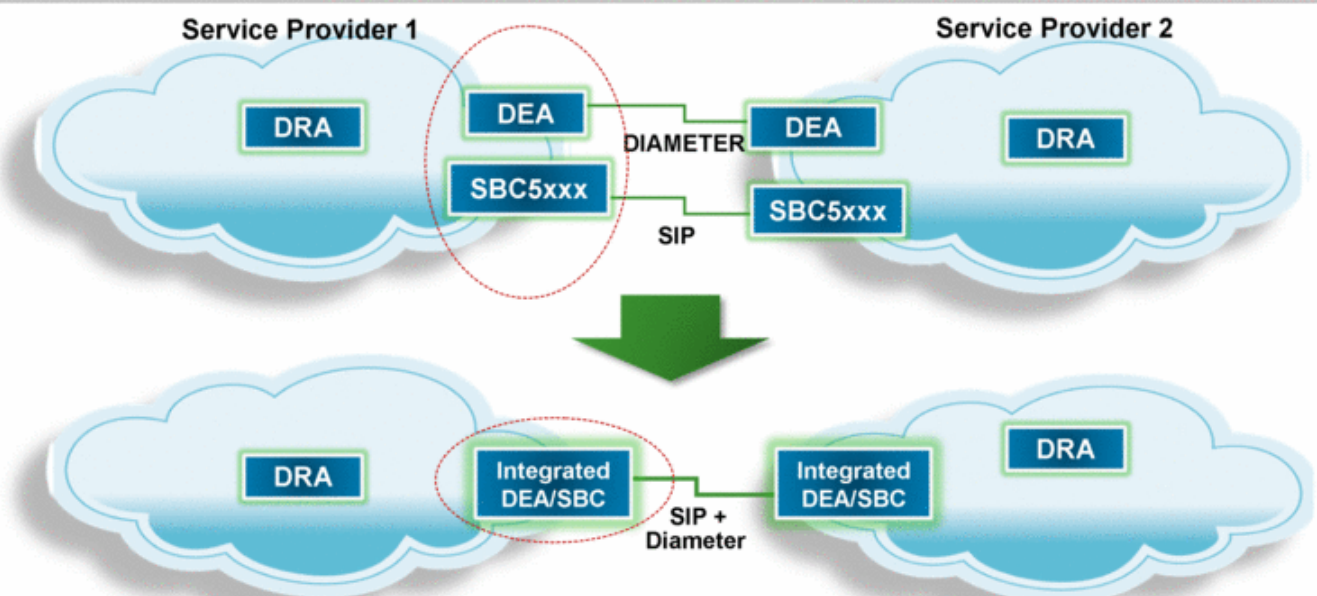 Service Provider 1
Service Provider 2
DRA
DEA
DEA
DRA
DIAMETER
SBC5xxx
SBC5xxx
SIP
DRA
Integrated
DEA/SBC
Integrated
DEA/SBC
DRA
SIP +
Diameter